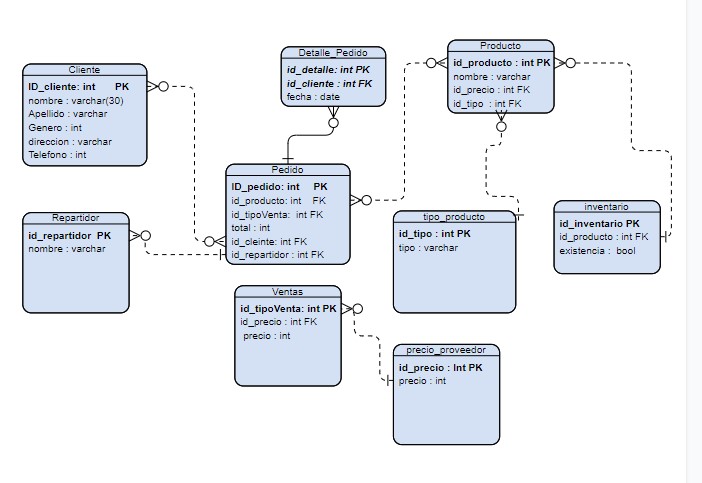 Cliente
ID_cliente: int PK
nombre : varchar(30)
Apellido : varchar
Genero : int
direccion : varchar
Telefono : int
Detalle_Pedido
id_detalle: int PK
id_cliente : int FK
fecha : date
Producto
id_producto : int PK
nombre : varchar
id_precio : int FK
id_tipo : int FK
Pedido
ID_pedido: int PK
id_producto: int FK
id_tipoVenta: int FK
total : int
id_cleinte: int FK
id_repartidor : int FK
Repartidor
id_repartidor PK
nombre : varchar
tipo_producto
id_tipo : int PK
tipo : varchar
inventario
id_inventario PK
id_producto : int FK
existencia : bool
Ventas
id_tipoVenta: int PK
id_precio : int FK
precio : int
precio_proveedor
id_precio : Int PK
precio : int